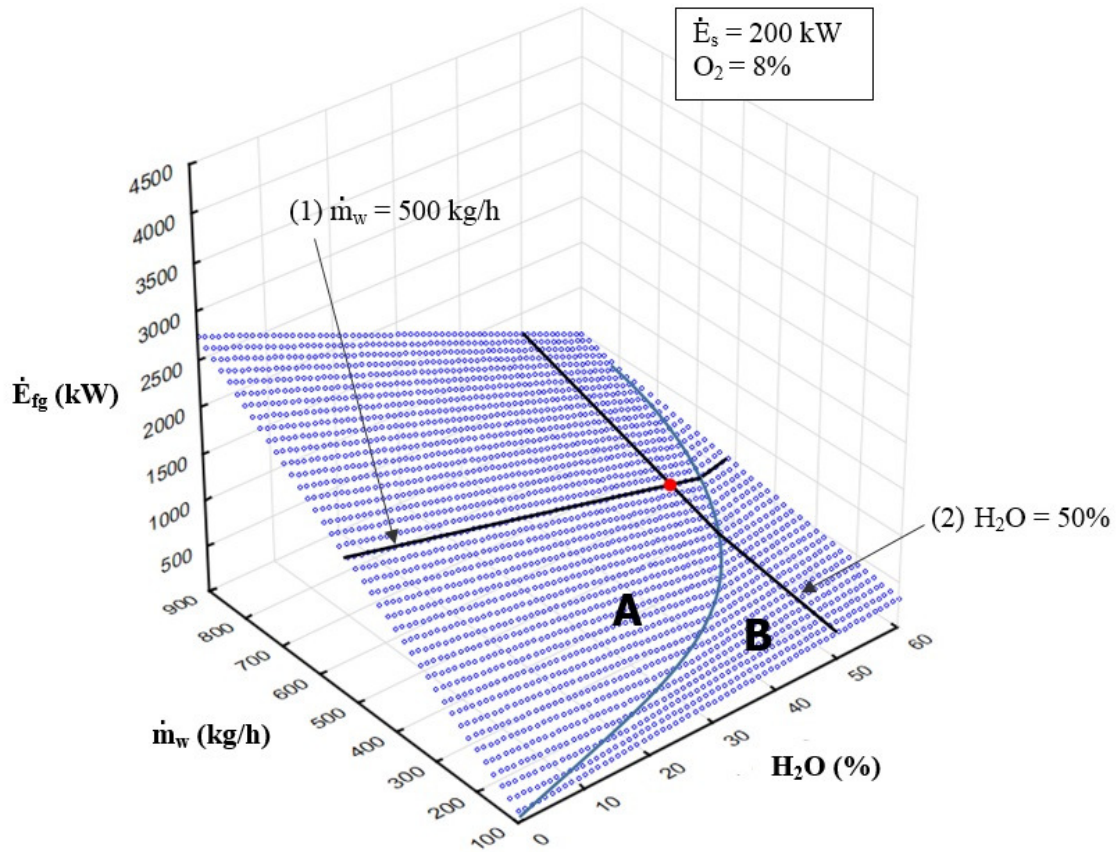 Ės = 200 kW
O₂ = 8%
(1) ṁw = 500 kg/h
4500
4000
3500
3000
2500
2000
1500
1000
500
Ėfg (kW)
900
800
700
600
500
400
300
200
100
ṁw (kg/h)
0
10
20
30
40
50
60
H₂O (%)
(2) H₂O = 50%
A
B